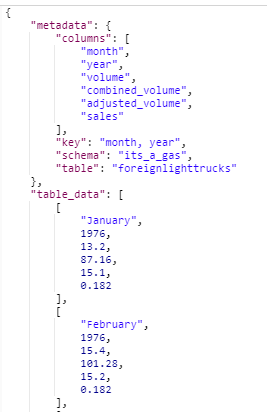 {
    "metadata": {
        "columns": [
            "month",
            "year",
            "volume",
            "combined_volume",
            "adjusted_volume",
            "sales"
        ],
        "key": "month, year",
        "schema": "its_a_gas",
        "table": "foreignlighttrucks"
    },
    "table_data": [
        [
            "January",
            1976,
            13.2,
            87.16,
            15.1,
            0.182
        ],
        [
            "February",
            1976,
            15.4,
            101.28,
            15.2,
            0.182
        ],